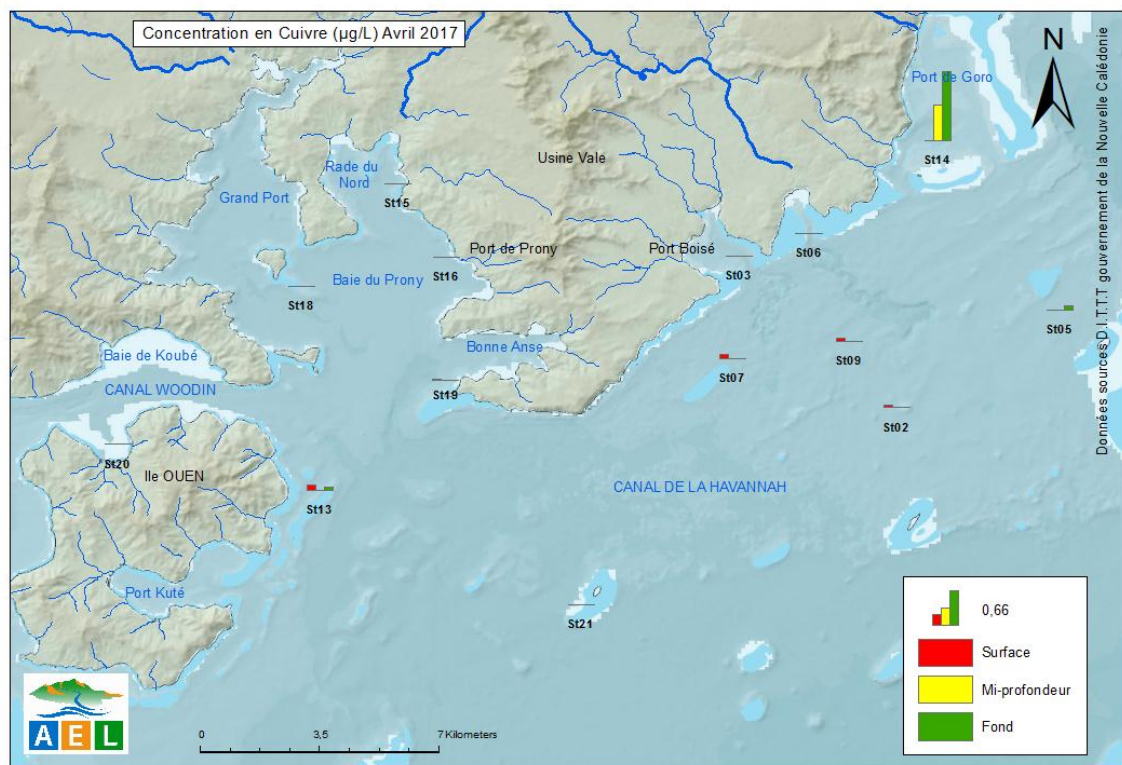 Concentration en Cuivre (µg/L) Avril 2017
N
Port de Goro
St14
Usine Vale
Rade du
Nord
Grand Port
St15
St06
Port de Prony
Port Boisé
St16
St03
Baie du Prony
St18
St05
Baie de Koubé
Bonne Anse
St09
St07
CANAL WOODIN
St19
St02
St20
Ile OUEN
CANAL DE LA HAVANNAH
St13
Port Kuté
St21
Données sources D.I.T.T.T gouvernement de la Nouvelle Calédonie
0,66
Surface
Mi-profondeur
Fond
AEL
0 3,5 7 Kilometers